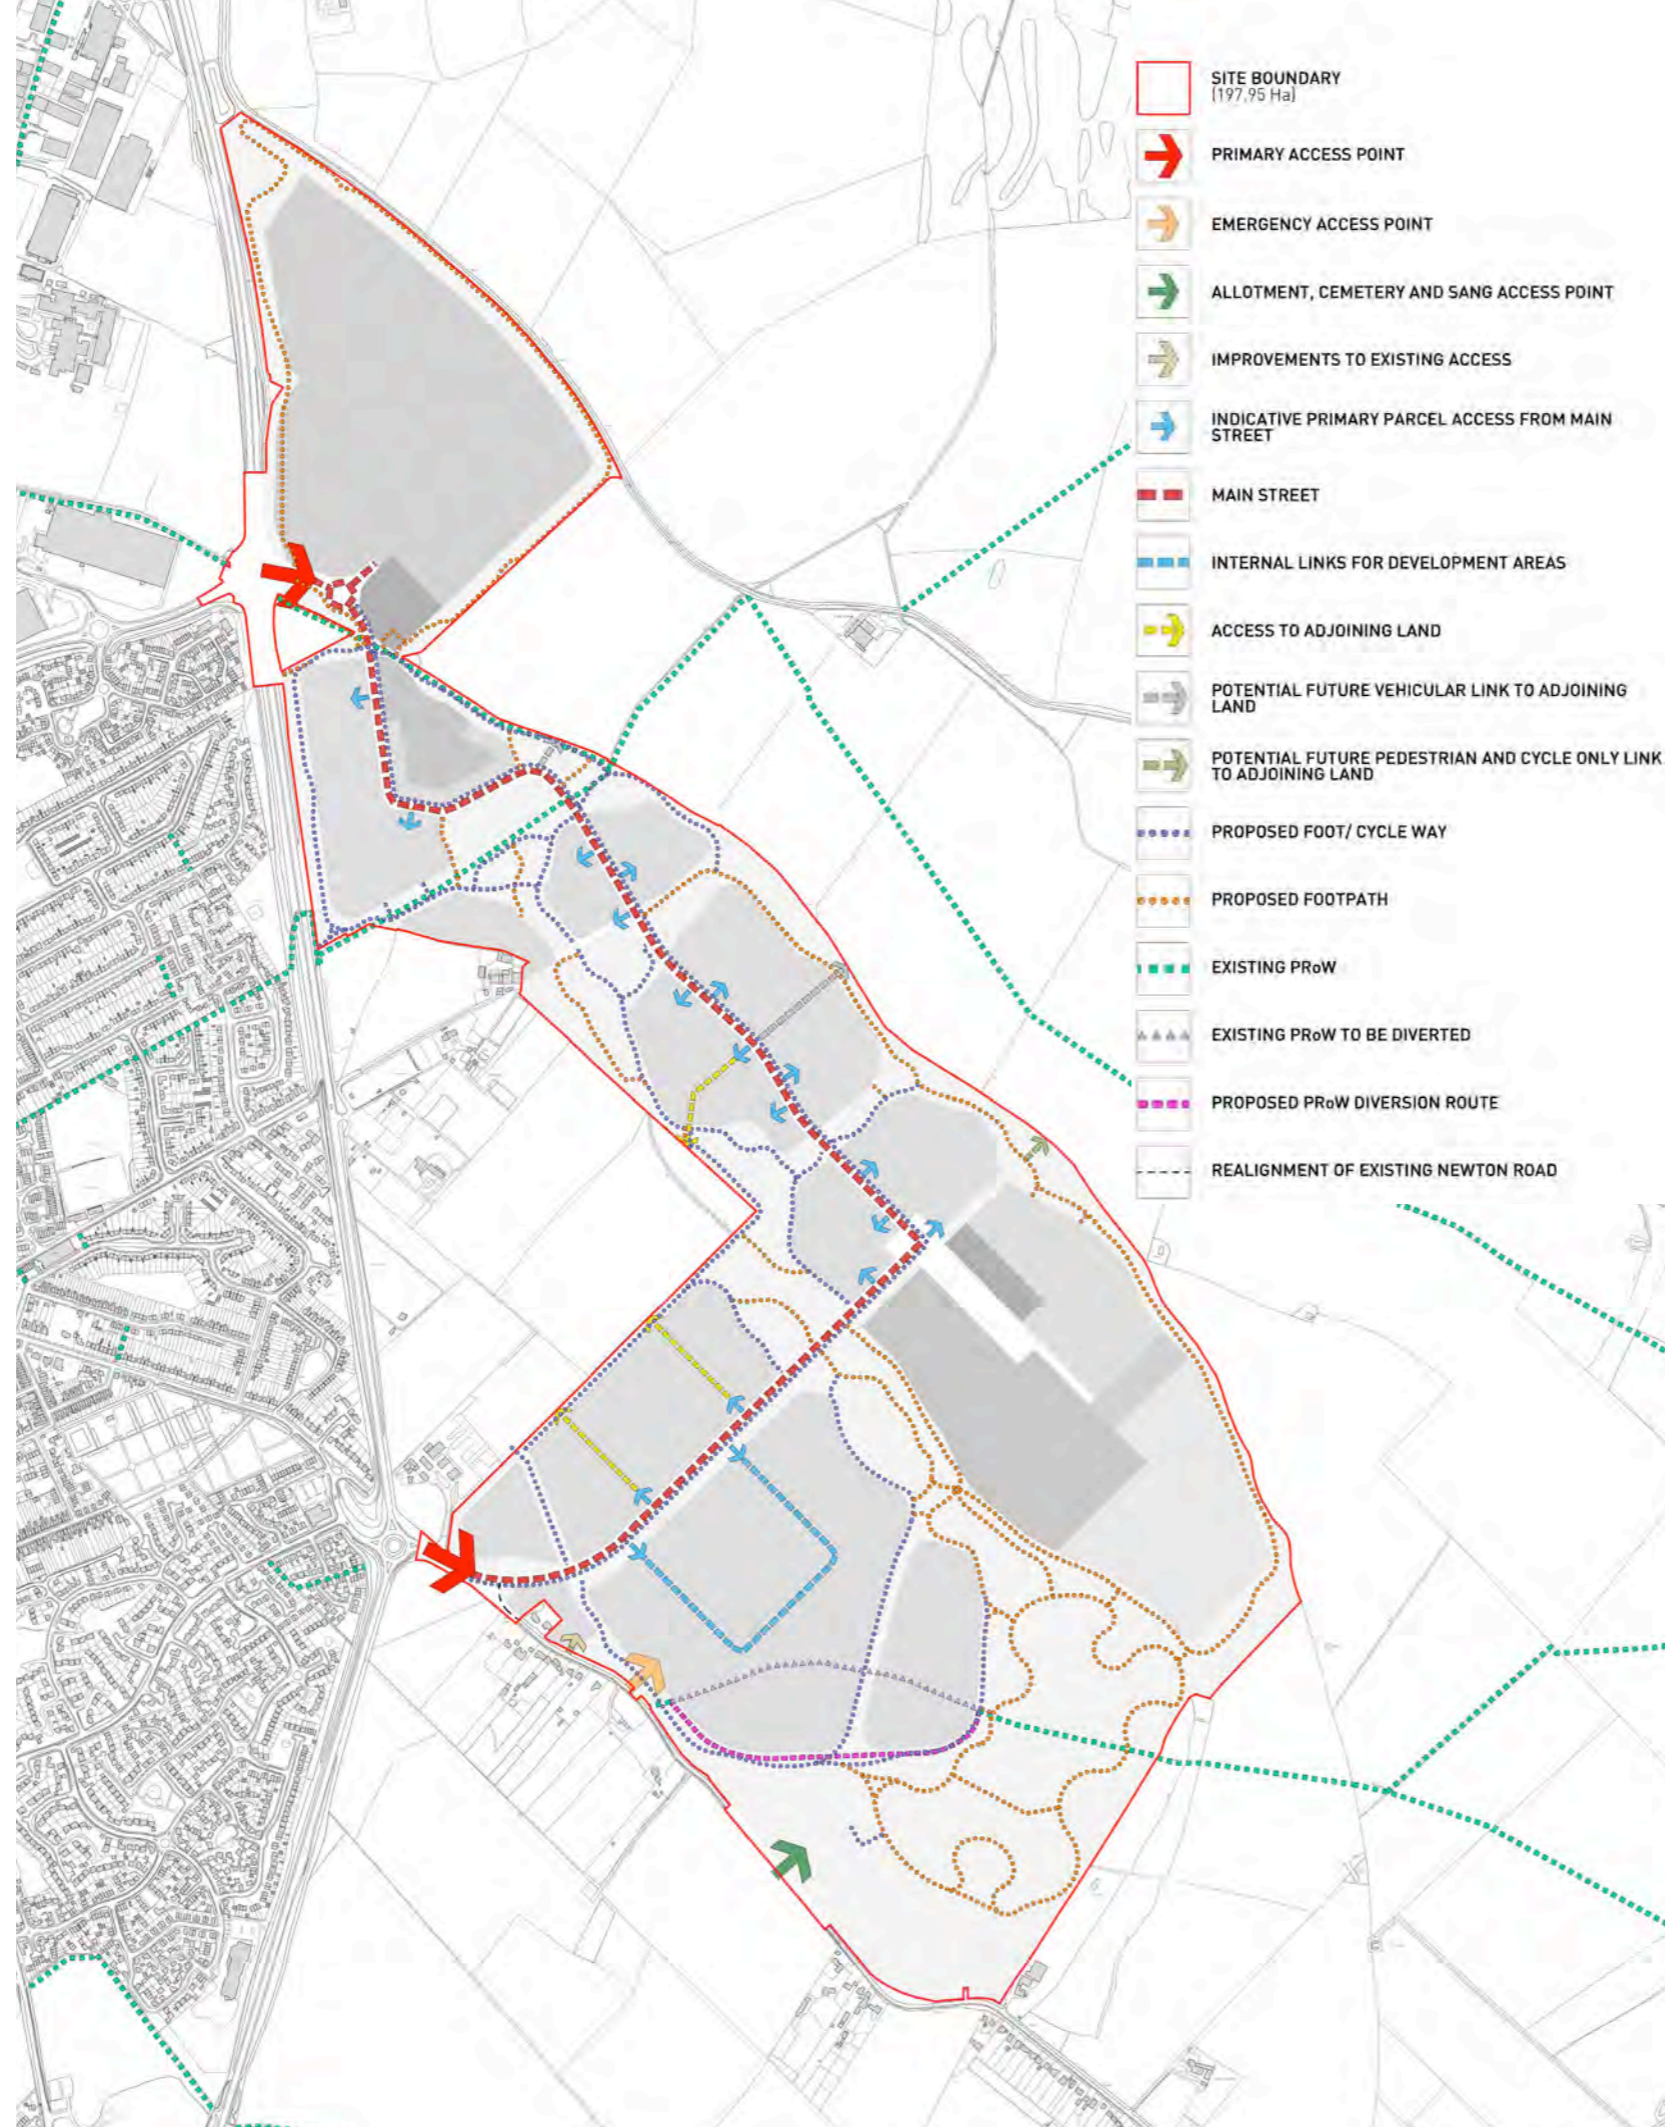 SITE BOUNDARY
(197.95 Ha)
PRIMARY ACCESS POINT
EMERGENCY ACCESS POINT
ALLOTMENT, CEMETERY AND SANG ACCESS POINT
IMPROVEMENTS TO EXISTING ACCESS
INDICATIVE PRIMARY PARCEL ACCESS FROM MAIN
STREET
MAIN STREET
INTERNAL LINKS FOR DEVELOPMENT AREAS
ACCESS TO ADJOINING LAND
POTENTIAL FUTURE VEHICULAR LINK TO ADJOINING
LAND
POTENTIAL FUTURE PEDESTRIAN AND CYCLE ONLY LINK
TO ADJOINING LAND
PROPOSED FOOT/ CYCLE WAY
PROPOSED FOOTPATH
EXISTING PRoW
EXISTING PRoW TO BE DIVERTED
PROPOSED PRoW DIVERSION ROUTE
REALIGNMENT OF EXISTING NEWTON ROAD